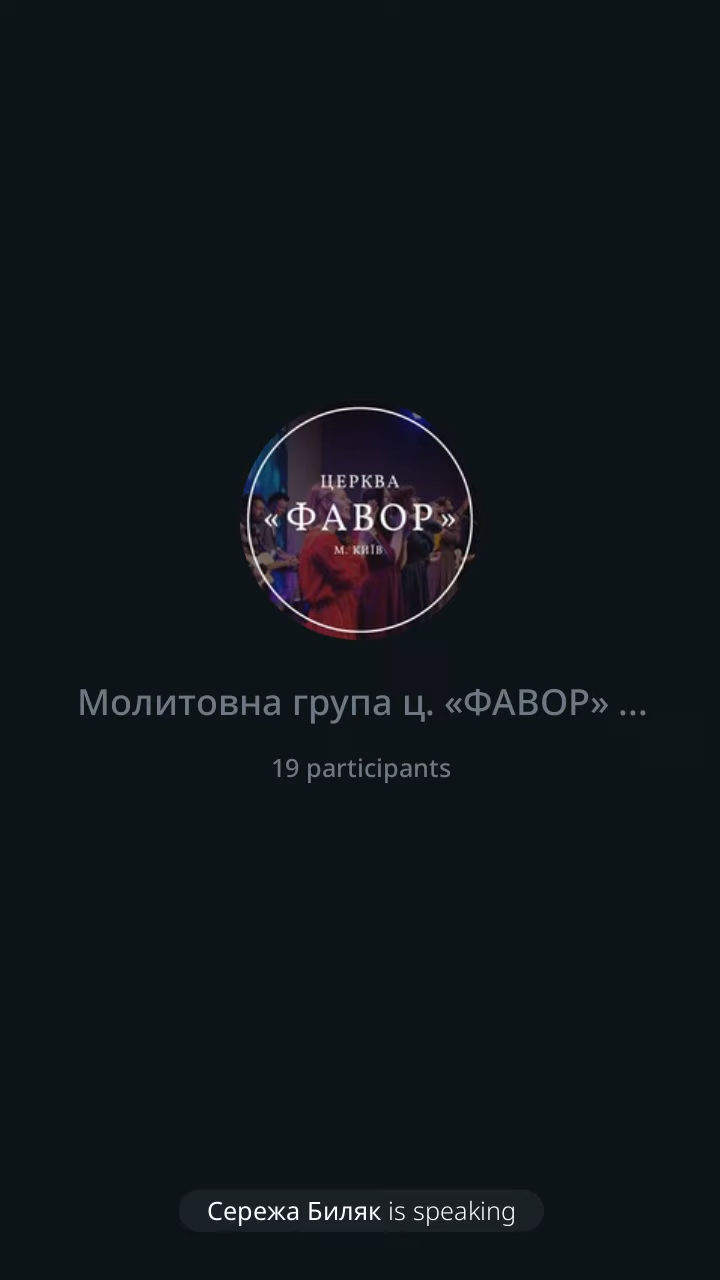 ЦЕРКВА
«ФАВОР»
М. КИЇВ
Молитовна група ц. «ФАВОР» ...
19 participants
Сережа Биляк is speaking